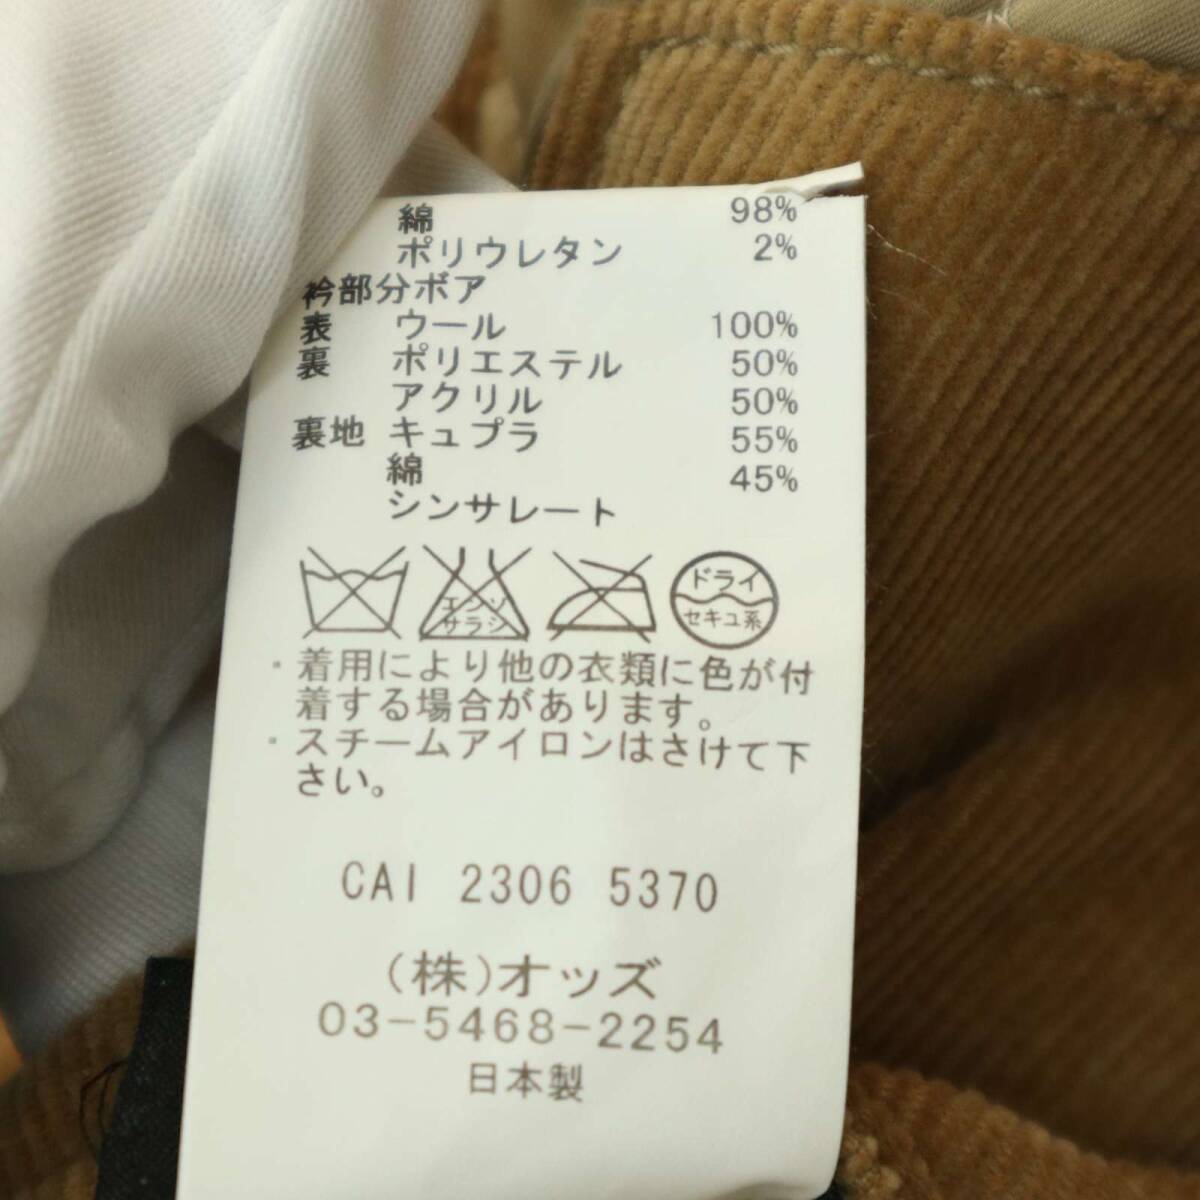 綿 98%
ポリウレタン 2%
衿部分ボア
表 ウール 100%
裏 ポリエステル 50%
アクリル 50%
裏地 キュプラ 55%
綿 45%
シンサレート
エンソサラシ
ドライ
セキユ系
・着用により他の衣類に色が付
着する場合があります。
・スチームアイロンはさけて下
さい。
CAI 2306 5370
(株)オッズ
03-5468-2254
日本製